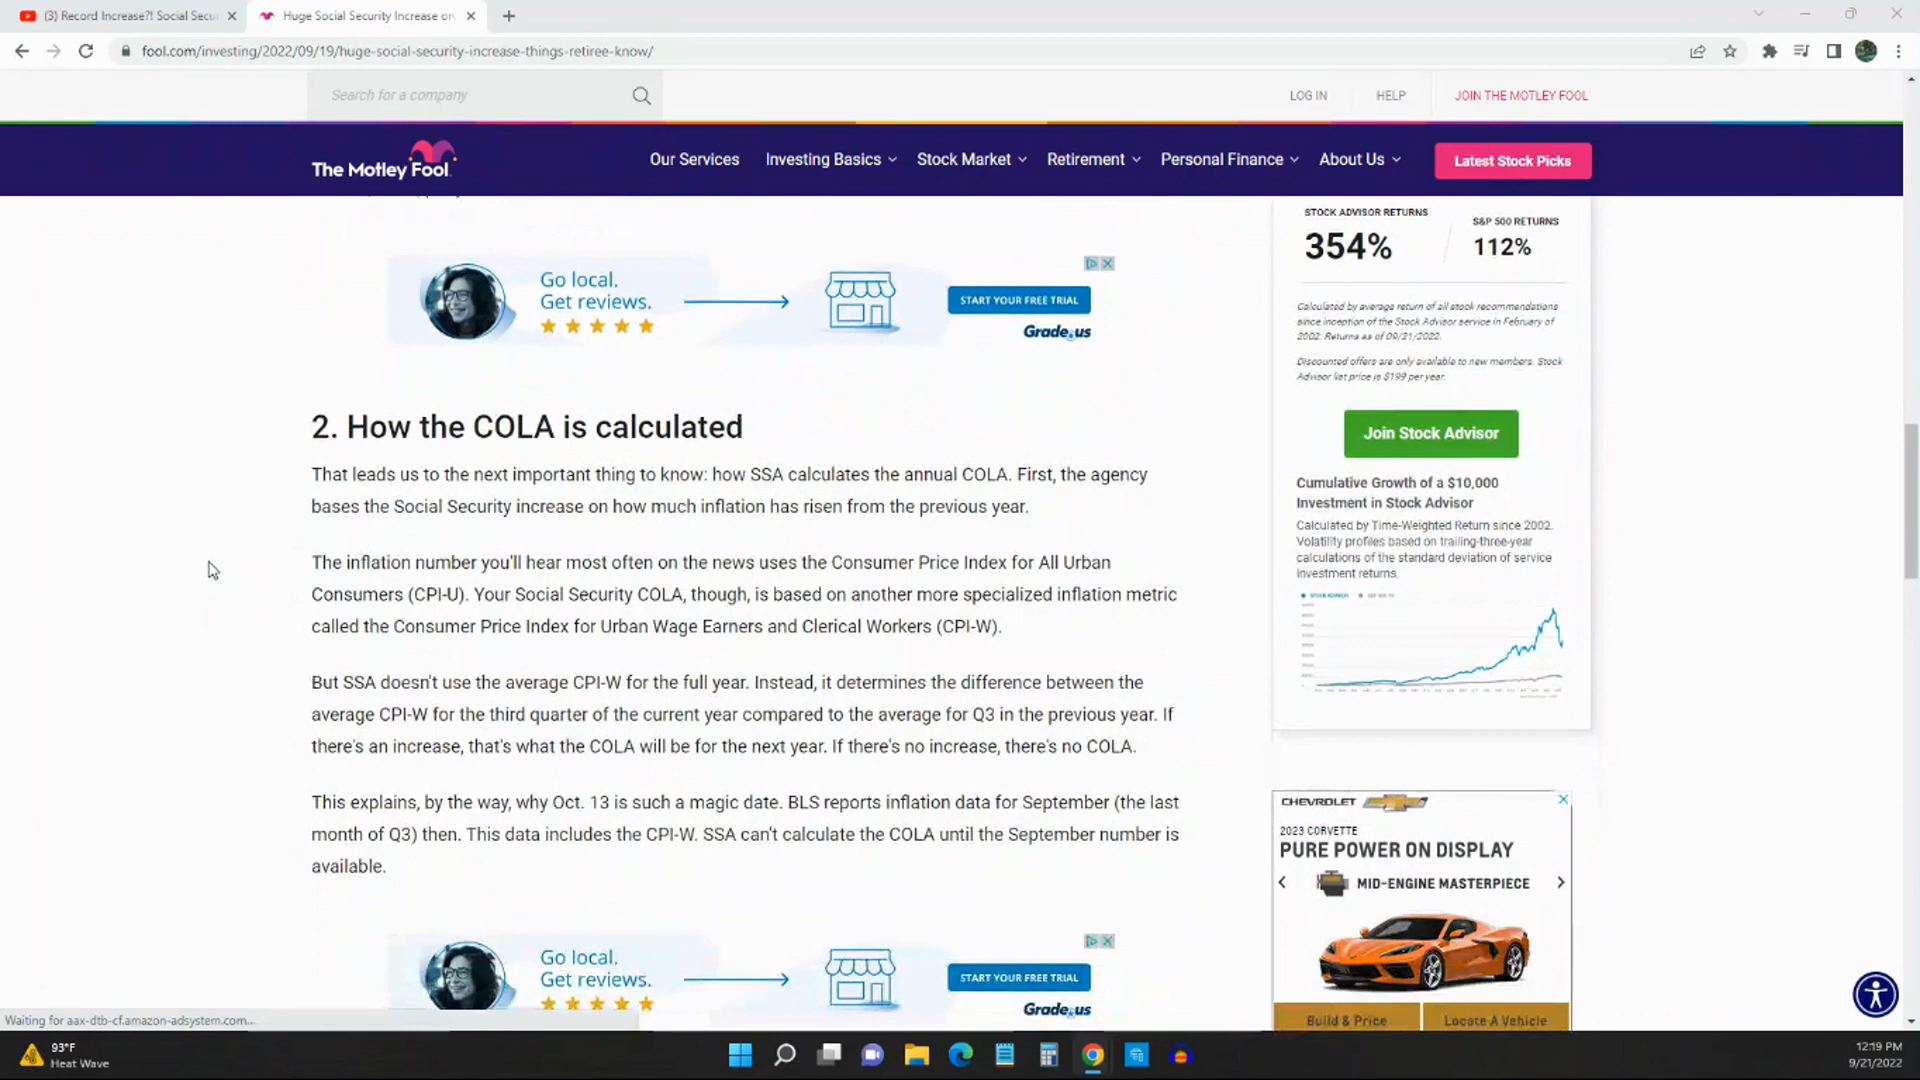 (3) Record Increase?! Social Secu
Huge Social Security Increase on
fool.com/investing/2022/09/19/huge-social-security-increase-things-retiree-know/
Search for a company
LOG IN
HELP
JOIN THE MOTLEY FOOL
The Motley Fool
Our Services
Investing Basics
Stock Market
Retirement
Personal Finance
About Us
Latest Stock Picks
STOCK ADVISOR RETURNS
S&P 500 RETURNS
354%
112%
Calculated by average return of all stock recommendations
since inception of the Stock Advisor service in February of
2002. Returns as of 09/21/2022.
Discounted offers are only available to new members. Stock
Advisor list price is $199 per year.
Join Stock Advisor
Cumulative Growth of a $10,000
Investment in Stock Advisor
Calculated by Time-Weighted Return since 2002.
Volatility profiles based on trailing-three-year
calculations of the standard deviation of service
investment returns.
STOCK ADVISOR
Go local.
Get reviews.
START YOUR FREE TRIAL
Grade.us
2. How the COLA is calculated
That leads us to the next important thing to know: how SSA calculates the annual COLA. First, the agency
bases the Social Security increase on how much inflation has risen from the previous year.
The inflation number you'll hear most often on the news uses the Consumer Price Index for All Urban
Consumers (CPI-U). Your Social Security COLA, though, is based on another more specialized inflation metric
called the Consumer Price Index for Urban Wage Earners and Clerical Workers (CPI-W).
But SSA doesn't use the average CPI-W for the full year. Instead, it determines the difference between the
average CPI-W for the third quarter of the current year compared to the average for Q3 in the previous year. If
there's an increase, that's what the COLA will be for the next year. If there's no increase, there's no COLA.
This explains, by the way, why Oct. 13 is such a magic date. BLS reports inflation data for September (the last
month of Q3) then. This data includes the CPI-W. SSA can't calculate the COLA until the September number is
available.
Go local.
Get reviews.
START YOUR FREE TRIAL
Grade.us
CHEVROLET
2023 CORVETTE
PURE POWER ON DISPLAY
MID-ENGINE MASTERPIECE
Build & Price
Locate A Vehicle
Waiting for aax-dtb-cf.amazon-adsystem.com...
93°F
Heat Wave
12:19 PM
9/21/2022